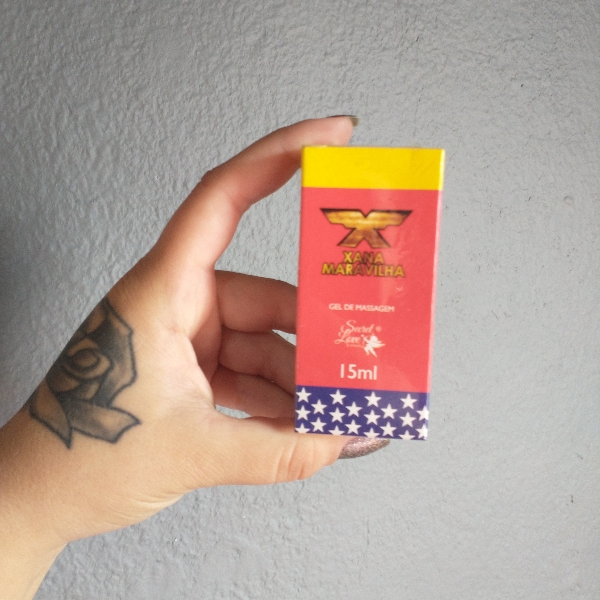 X
XANA
MARAVILHA
GEL DE MASSAGEM
Secret
Love
15ml